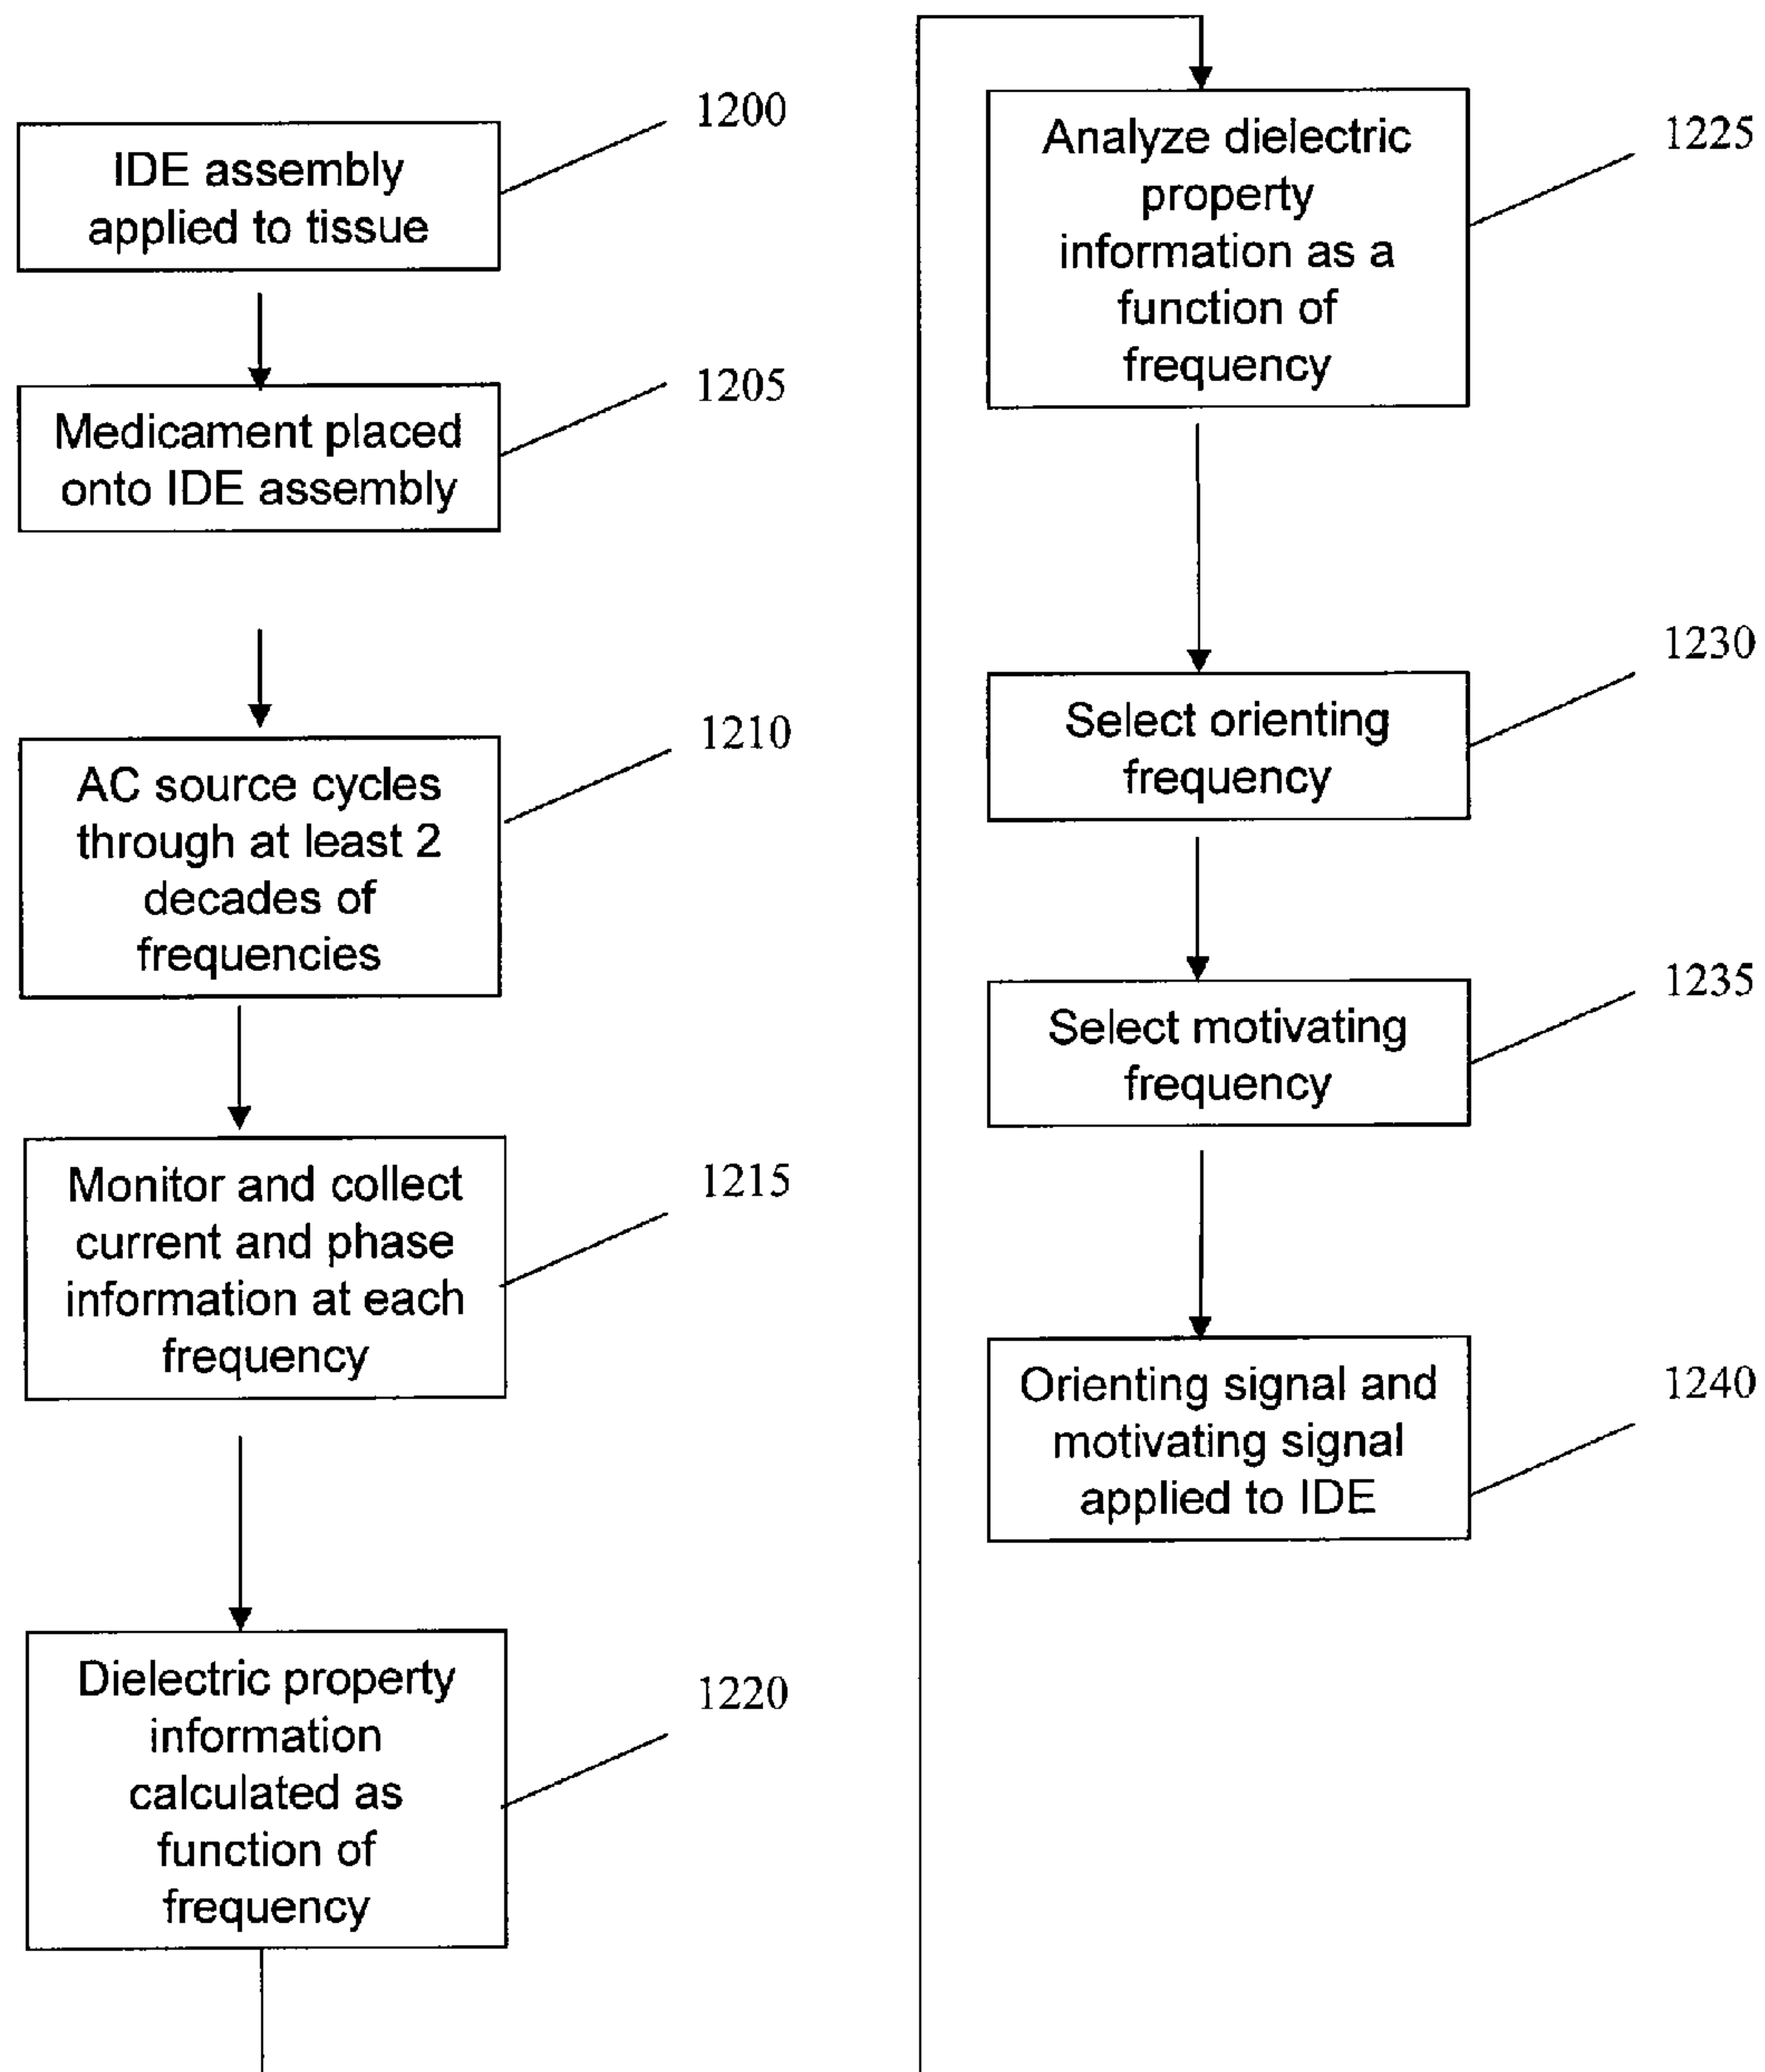 IDE assembly
applied to tissue
1200
Medicament placed
onto IDE assembly
1205
AC source cycles
through at least 2
decades of
frequencies
1210
Monitor and collect
current and phase
information at each
frequency
1215
Dielectric property
information
calculated as
function of
frequency
1220
Analyze dielectric
property
information as a
function of
frequency
1225
Select orienting
frequency
1230
Select motivating
frequency
1235
Orienting signal and
motivating signal
applied to IDE
1240